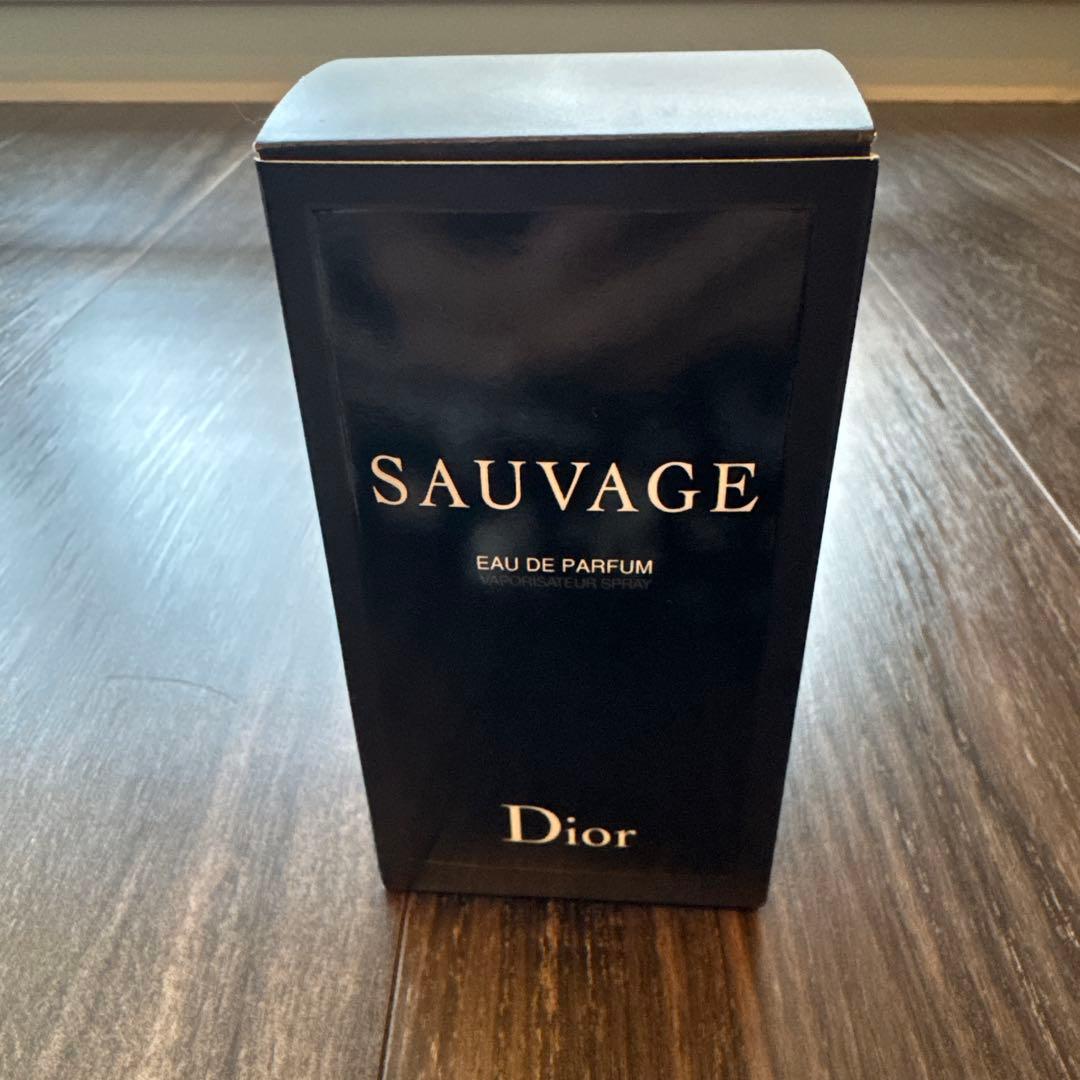 SAUVAGE
EAU DE PARFUM
VAPORISATEUR SPRAY
Dior